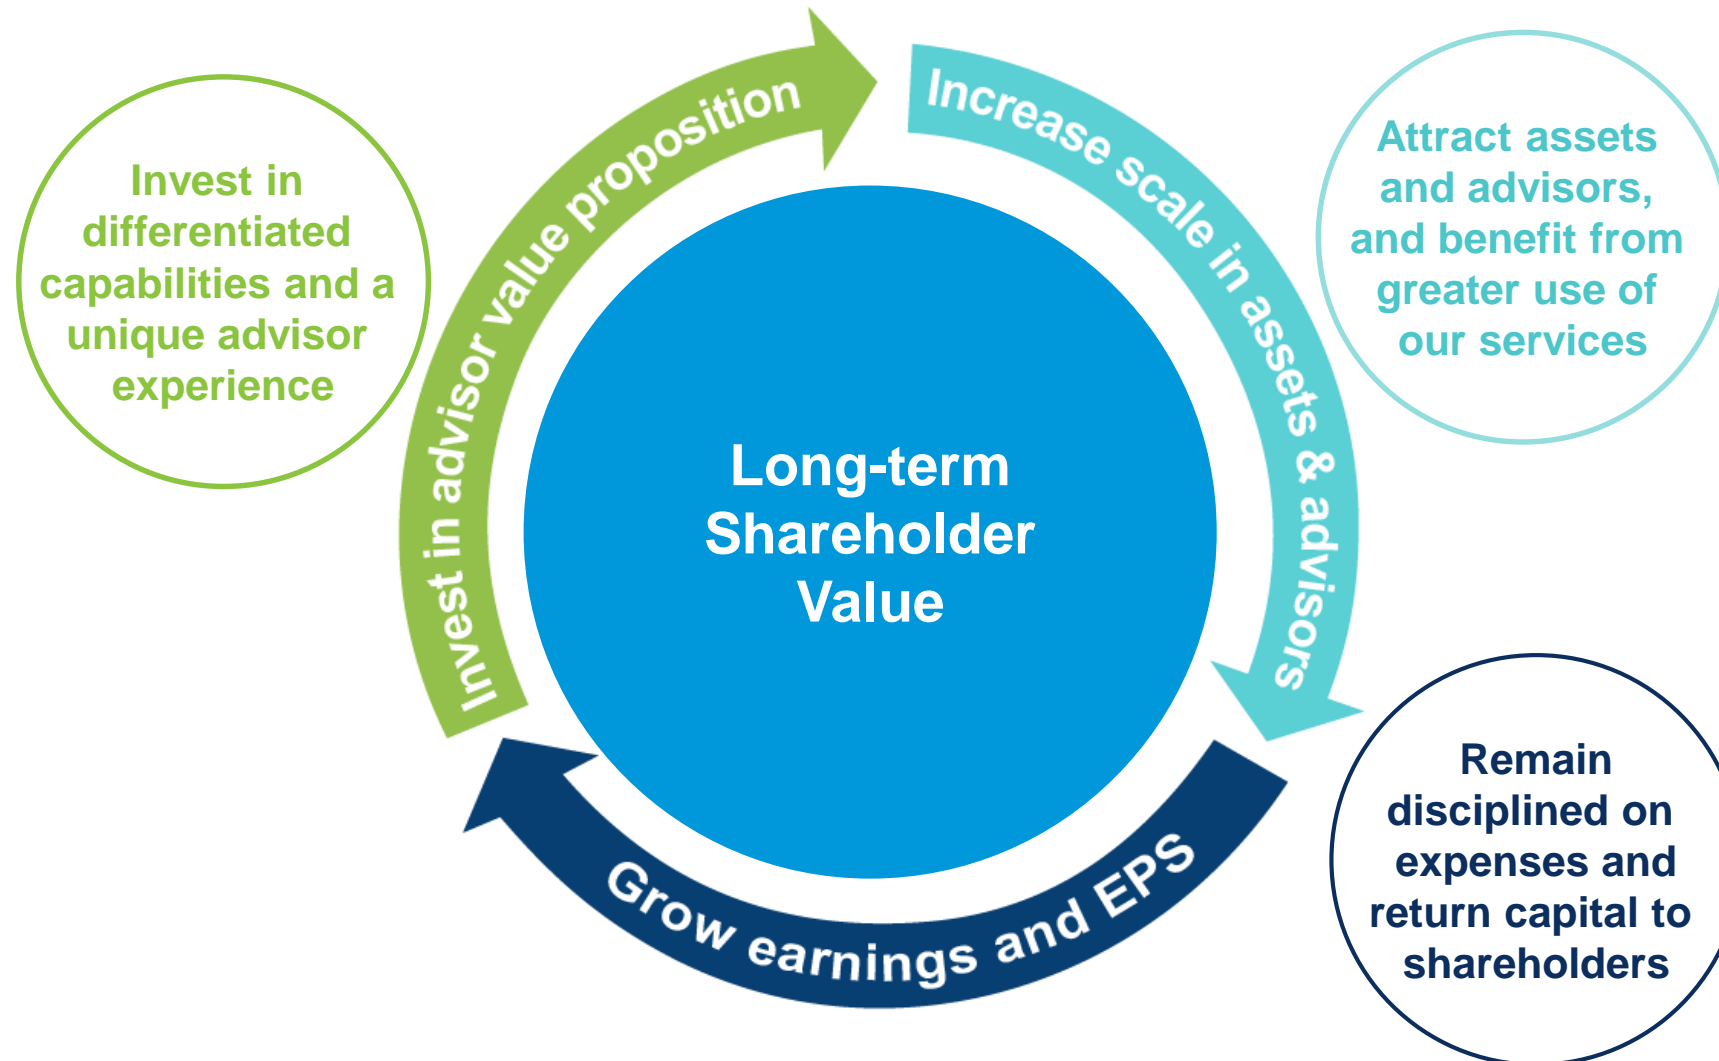 Invest in
differentiated
capabilities and a
unique advisor
experience
Invest in advisor value proposition
Increase scale in assets & advisors
Attract assets
and advisors,
and benefit from
greater use of
our services
Long-term
Shareholder
Value
Grow earnings and EPS
Remain
disciplined on
expenses and
return capital to
shareholders